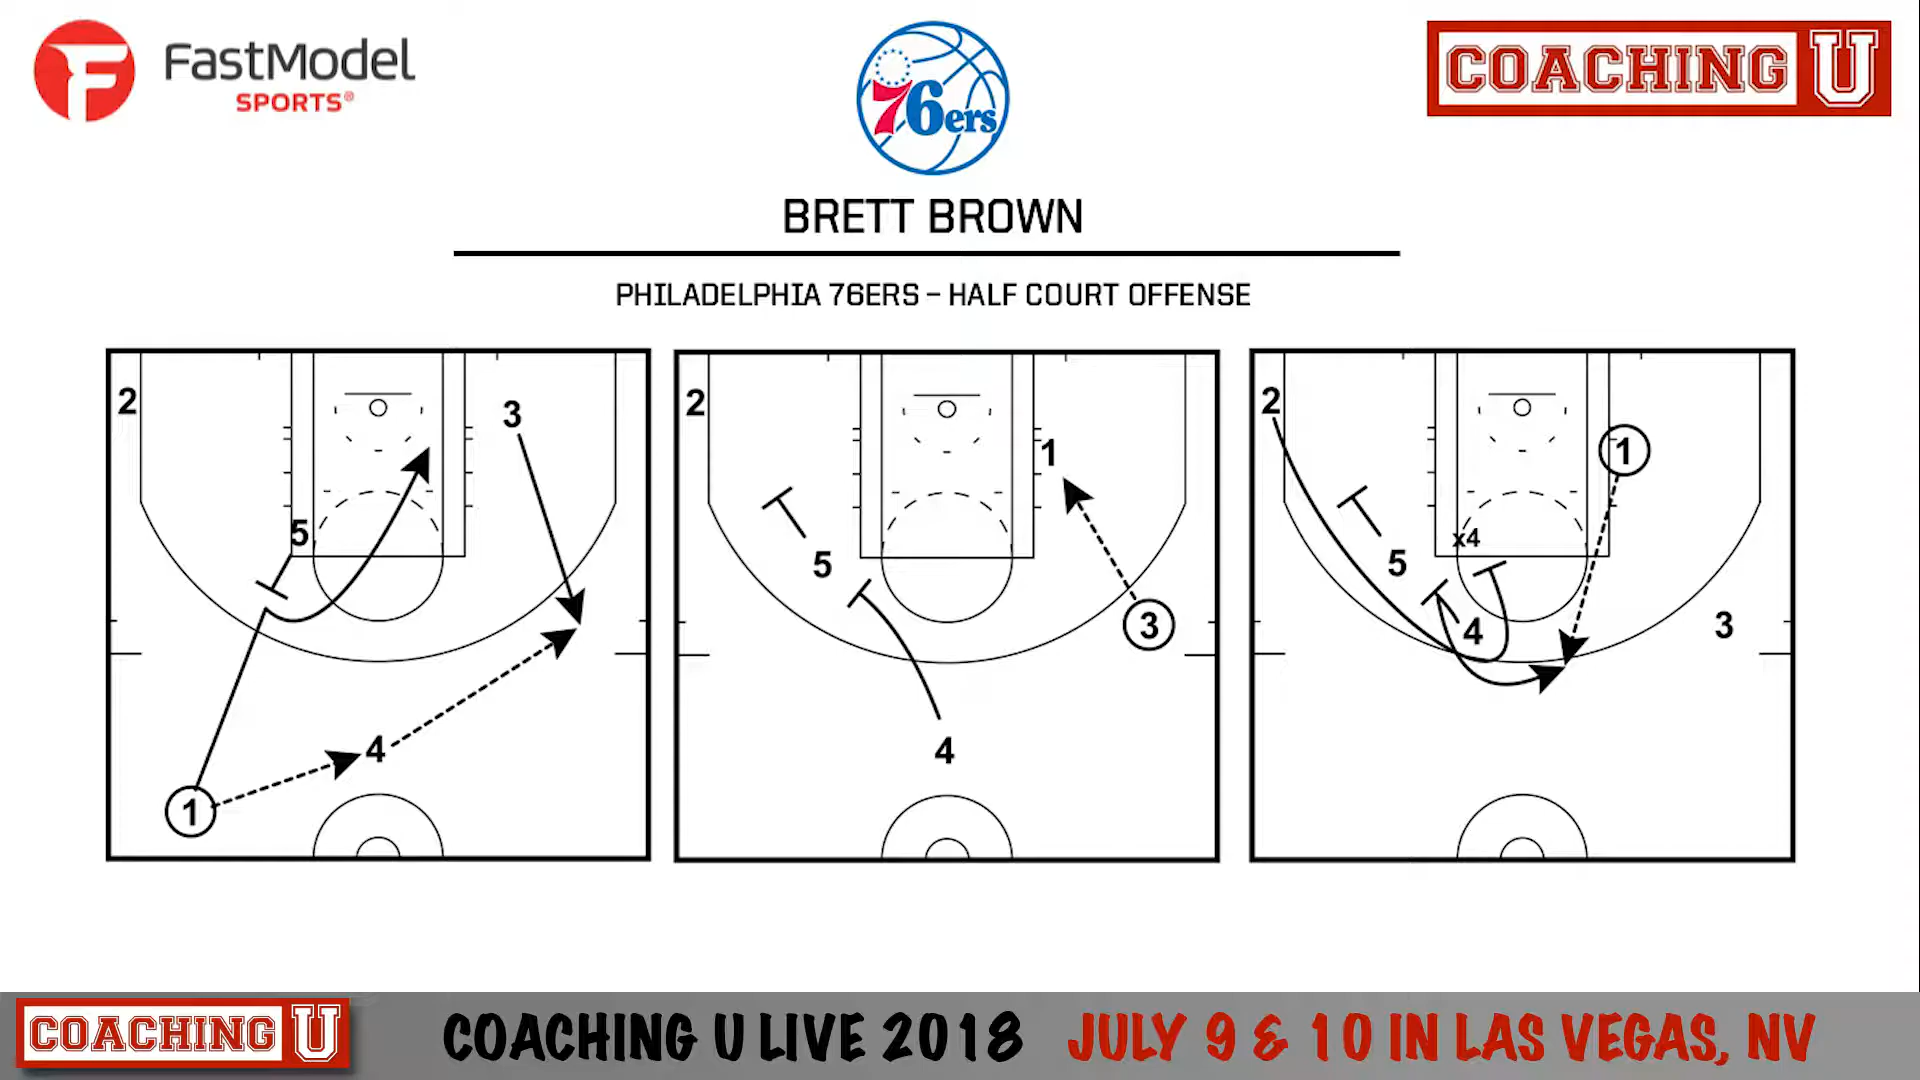 FastModel
SPORTS®
76ers
COACHING U
BRETT BROWN
PHILADELPHIA 76ERS – HALF COURT OFFENSE
2
3
5
4
1
2
1
5
3
4
2
1
x4
5
4
3
COACHING U
COACHING U LIVE 2018 JULY 9 & 10 IN LAS VEGAS, NV